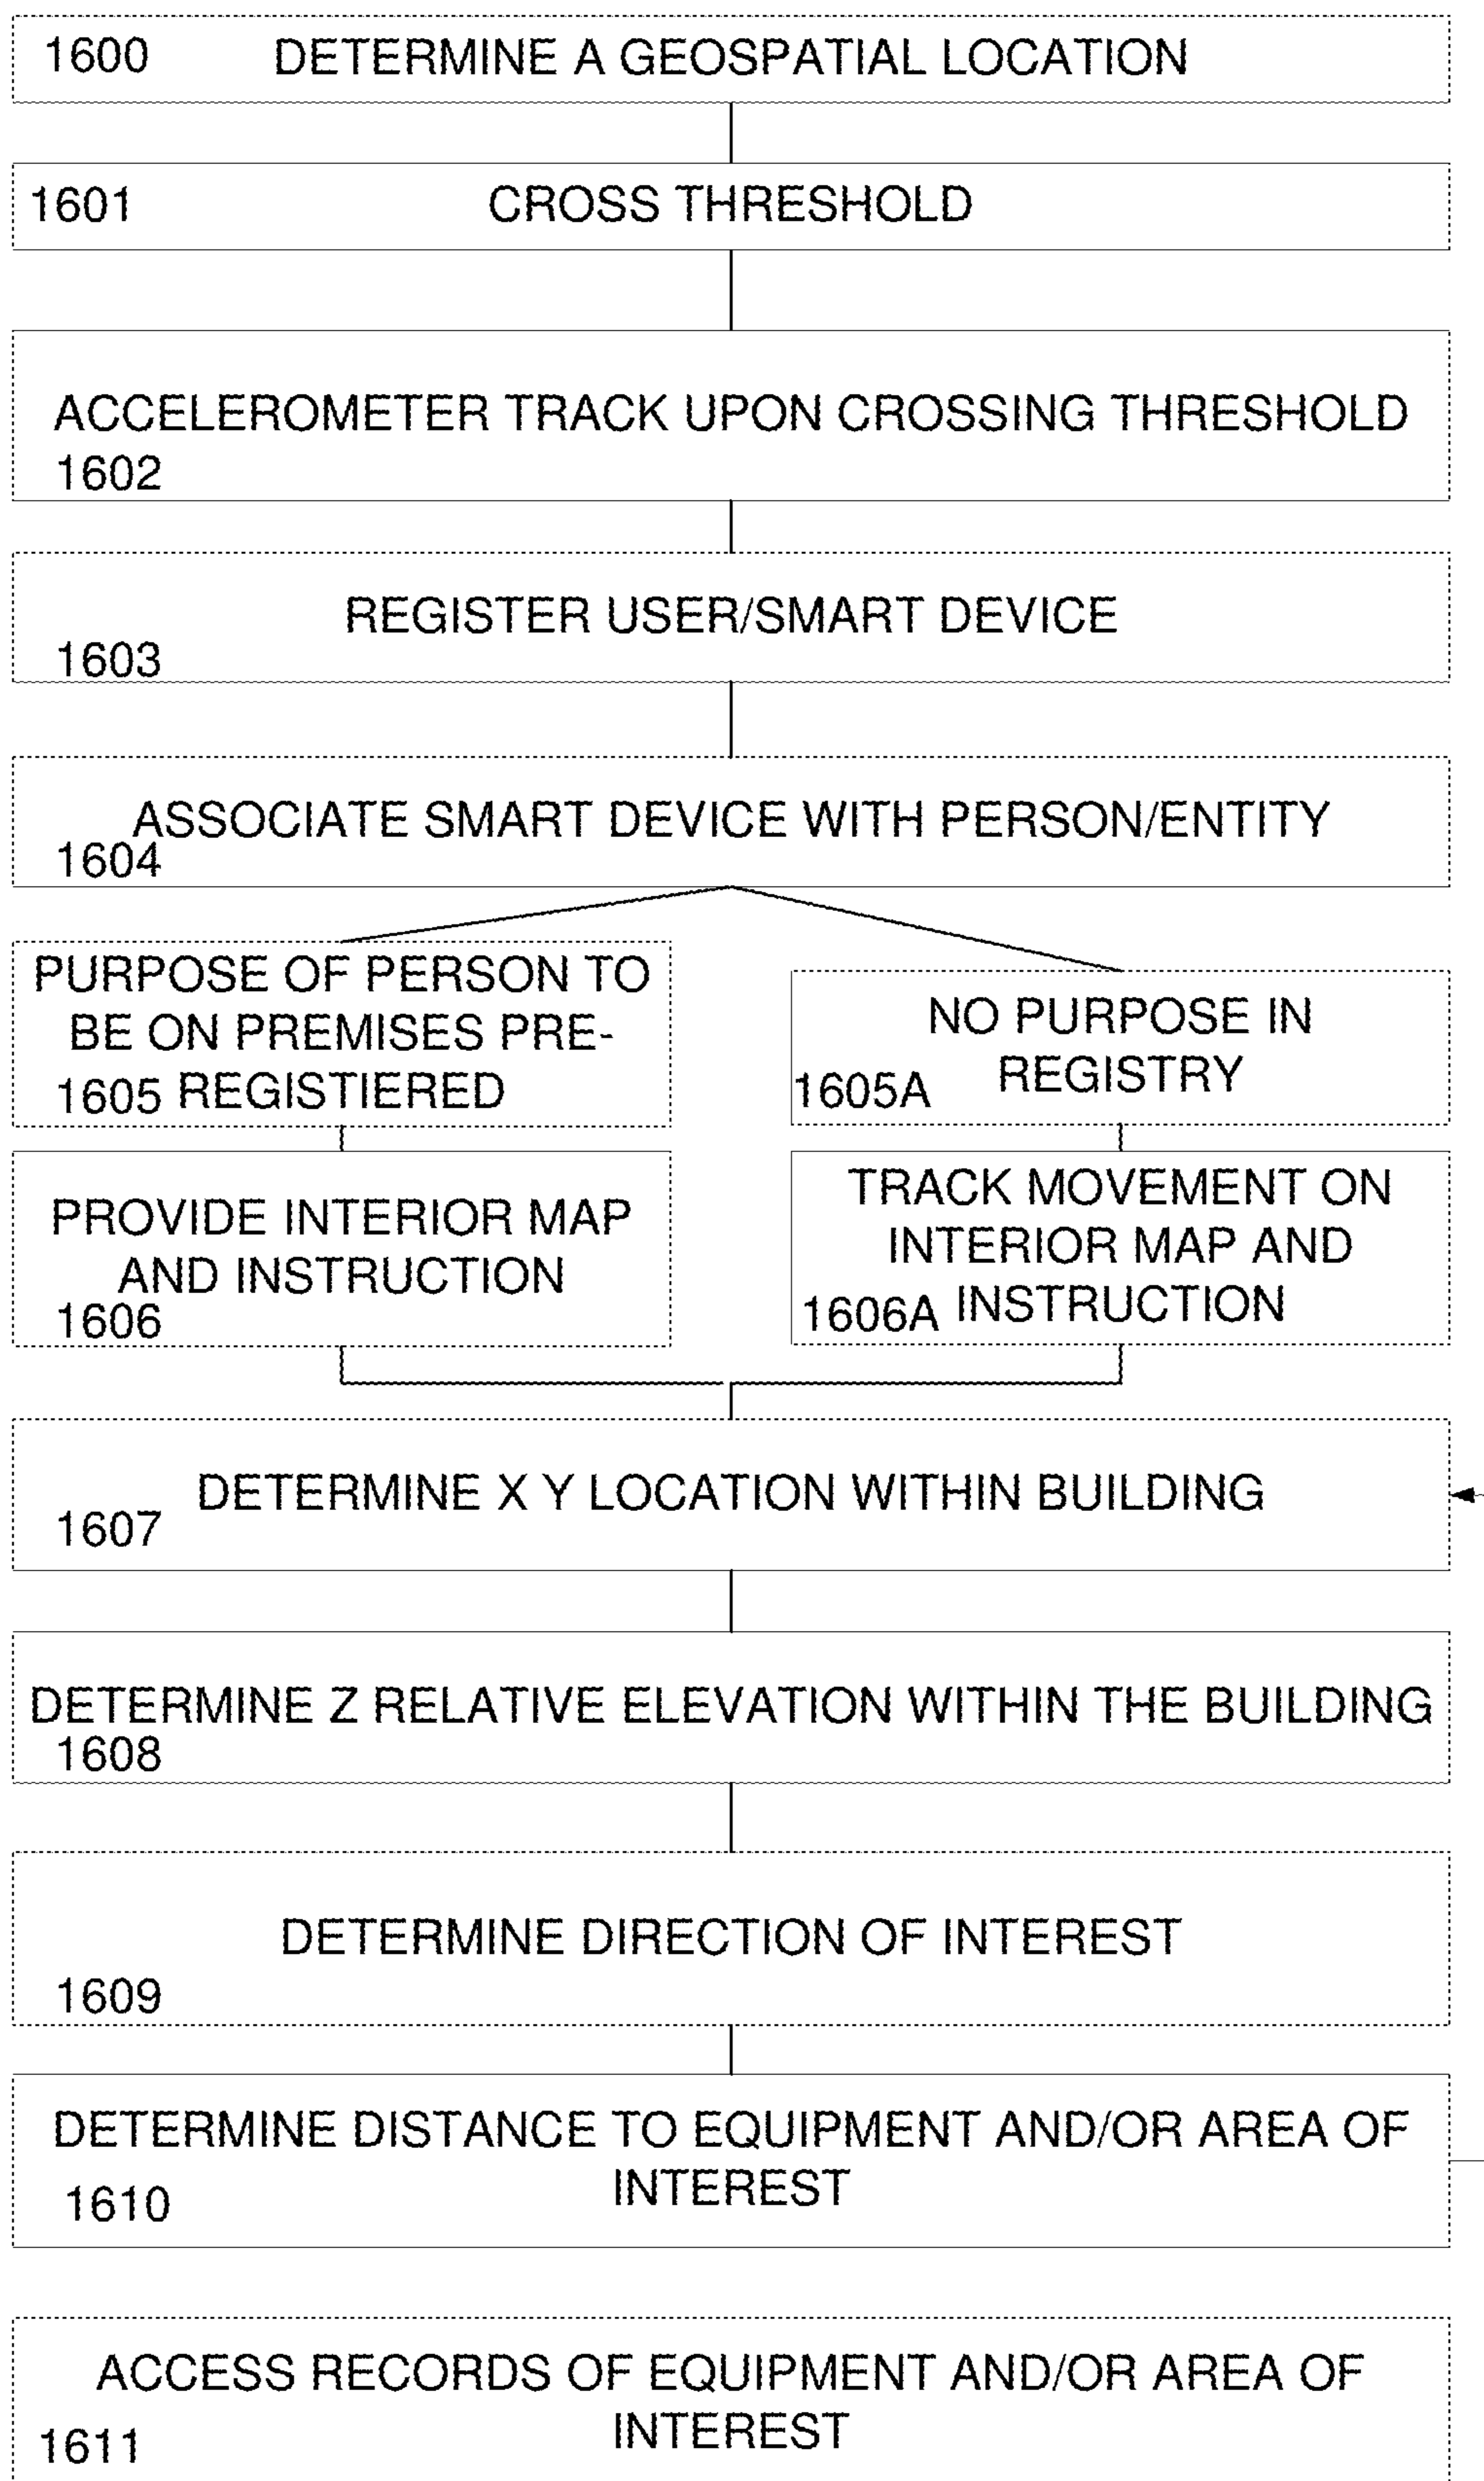 1600 DETERMINE A GEOSPATIAL LOCATION
1601 CROSS THRESHOLD
ACCELEROMETER TRACK UPON CROSSING THRESHOLD
1602
REGISTER USER/SMART DEVICE
1603
ASSOCIATE SMART DEVICE WITH PERSON/ENTITY
1604
PURPOSE OF PERSON TO
BE ON PREMISES PRE-
1605 REGISTIERED
NO PURPOSE IN
1605A REGISTRY
PROVIDE INTERIOR MAP
AND INSTRUCTION
1606
TRACK MOVEMENT ON
INTERIOR MAP AND
1606A INSTRUCTION
DETERMINE X Y LOCATION WITHIN BUILDING
1607
DETERMINE Z RELATIVE ELEVATION WITHIN THE BUILDING
1608
DETERMINE DIRECTION OF INTEREST
1609
DETERMINE DISTANCE TO EQUIPMENT AND/OR AREA OF
INTEREST
1610
ACCESS RECORDS OF EQUIPMENT AND/OR AREA OF
INTEREST
1611